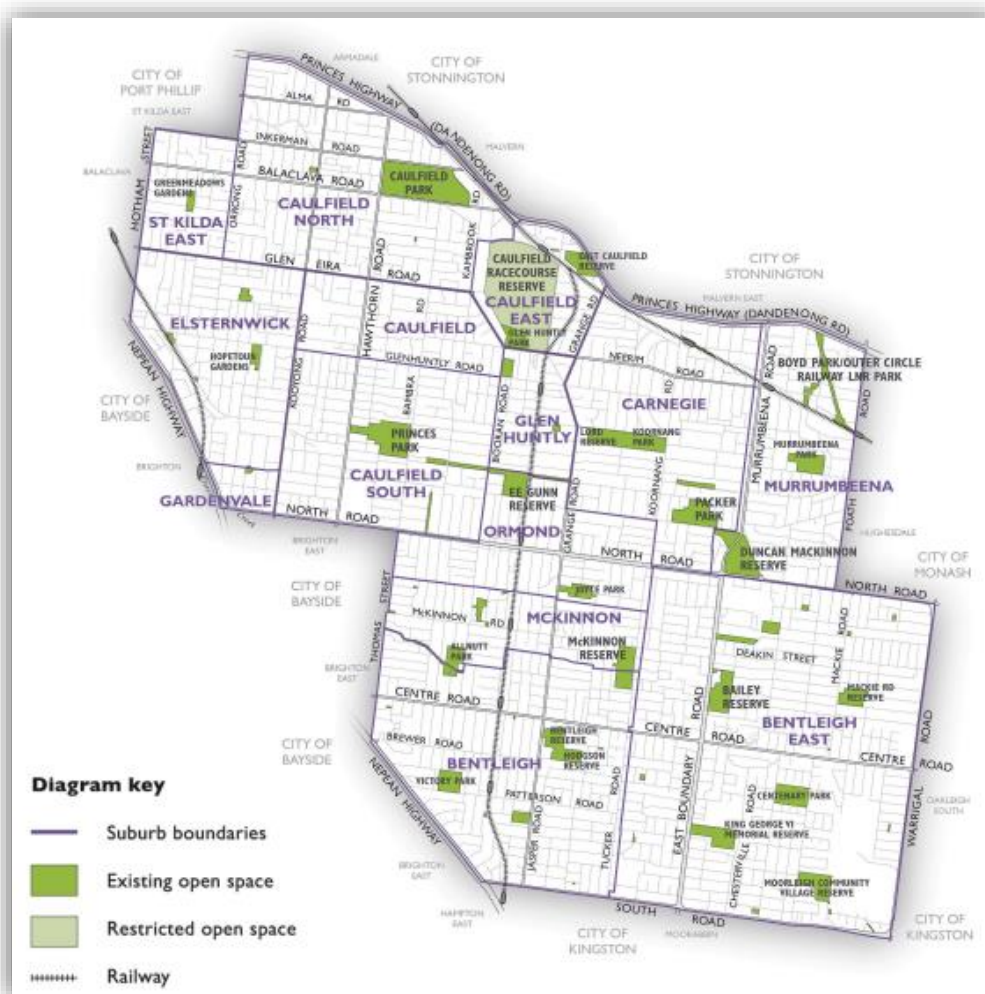 ARMADALE
CITY OF
STONNINGTON
PRINCES HIGHWAY (DANDENONG RD)
CITY OF
PORT PHILLIP
ST KILDA EAST
ALMA RD
MALVERN
INKERMAN ROAD
BALACLAVA ROAD
CAULFIELD
PARK
RD
BALACLAVA
HOTHAM STREET
GREENMEADOWS
GARDENS
ORRONG ROAD
CAULFIELD
NORTH
ST KILDA
EAST
KAMBROOK
GLEN EIRA ROAD
HAWTHORN ROAD
CAULFIELD
RACECOURSE
RESERVE
EAST CAULFIELD
RESERVE
CITY OF
STONNINGTON
CAULFIELD
EAST
MALVERN EAST
PRINCES HIGHWAY (DANDENONG RD)
GLEN HUNTLY
PARK
GRANGE RD
ELSTERNWICK
CAULFIELD
RD
NEERIM ROAD
HOPETOUN
GARDENS
GLENHUNTLY ROAD
BOYD PARK/OUTER CIRCLE
RAILWAY LNR PARK
NEPEAN HIGHWAY
KOOYONG ROAD
KAMBRA
BOORAN ROAD
CARNEGIE
RD
MURRUMBEENA ROAD
ROAD
CITY OF
BAYSIDE
PRINCES
PARK
GLEN
HUNTLY
LORD
RESERVE
KOORNANG
PARK
MURRUMBEENA
PARK
BRIGHTON
CAULFIELD
SOUTH
KOORNANG
MURRUMBEENA
GARDENVALE
EE GUNN
RESERVE
PACKER
PARK
POATH
NORTH ROAD
ORMOND
GRANGE ROAD
HUGHESDALE
BRIGHTON
EAST
NORTH ROAD
DUNCAN MACKINNON
RESERVE
CITY OF
MONASH
NORTH ROAD
CITY OF
BAYSIDE
THOMAS STREET
JOYCE PARK
McKINNON RD
MCKINNON
MACKIE ROAD
DEAKIN STREET
ALLNUTT
PARK
McKINNON
RESERVE
BRIGHTON
EAST
BAILEY
RESERVE
MACKIE RD
RESERVE
CENTRE ROAD
CENTRE ROAD
BENTLEIGH
EAST
CENTRE ROAD
CITY OF
BAYSIDE
BREWER ROAD
BENTLEIGH
RESERVE
HODGSON
RESERVE
BENTLEIGH
NEPEAN HIGHWAY
VICTORY PARK
PATTERSON ROAD
JASPER ROAD
TUCKER ROAD
EAST BOUNDARY ROAD
CHESTERVILLE ROAD
CENTENARY PARK
WARRIGAL ROAD
OAKLEIGH
SOUTH
KING GEORGE VI
MEMORIAL RESERVE
BRIGHTON
EAST
MOORLEIGH COMMUNITY
VILLAGE RESERVE
HAMPTON
EAST
SOUTH ROAD
CITY OF
KINGSTON
MOORABBIN
CITY OF
KINGSTON
Diagram key
Suburb boundaries
Existing open space
Restricted open space
Railway